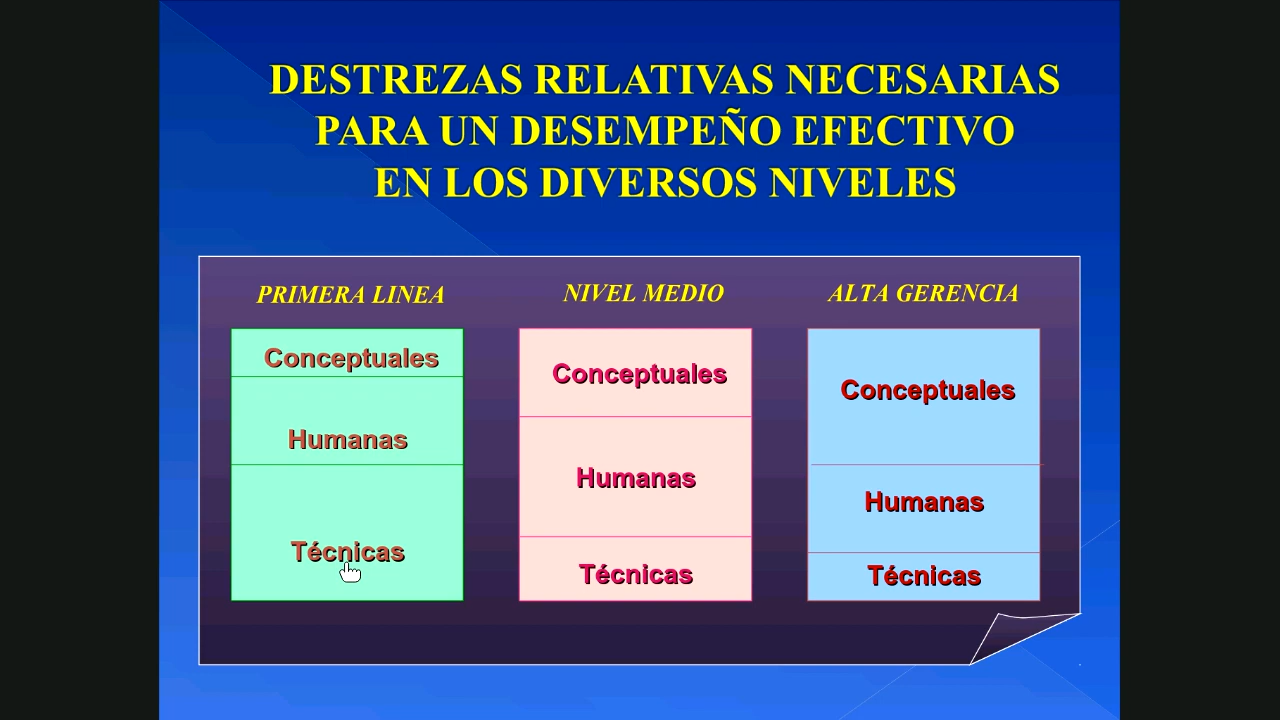 DESTREZAS RELATIVAS NECESARIAS
PARA UN DESEMPEÑO EFECTIVO
EN LOS DIVERSOS NIVELES
PRIMERA LINEA
Conceptuales
Humanas
Técnicas
NIVEL MEDIO
Conceptuales
Humanas
Técnicas
ALTA GERENCIA
Conceptuales
Humanas
Técnicas